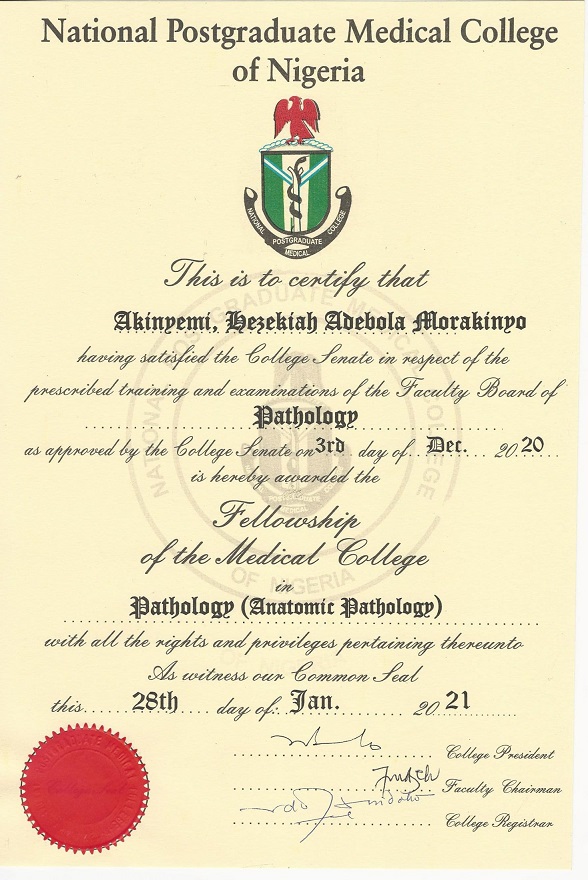 National Postgraduate Medical College
of Nigeria
NATIONAL POSTGRADUATE MEDICAL COLLEGE
This is to certify that
Akinyemi, Hezekiah Adebola Morakinyo
having satisfied the College Senate in respect of the
prescribed training and examinations of the Faculty Board of
Pathology
as approved by the College Senate on 3rd day of Dec. 2020
is hereby awarded the
Fellowship
of the Medical College
in
Pathology (Anatomic Pathology)
with all the rights and privileges pertaining thereunto
As witness our Common Seal
this 28th day of: Jan. 2021
College President
Faculty Chairman
College Registrar